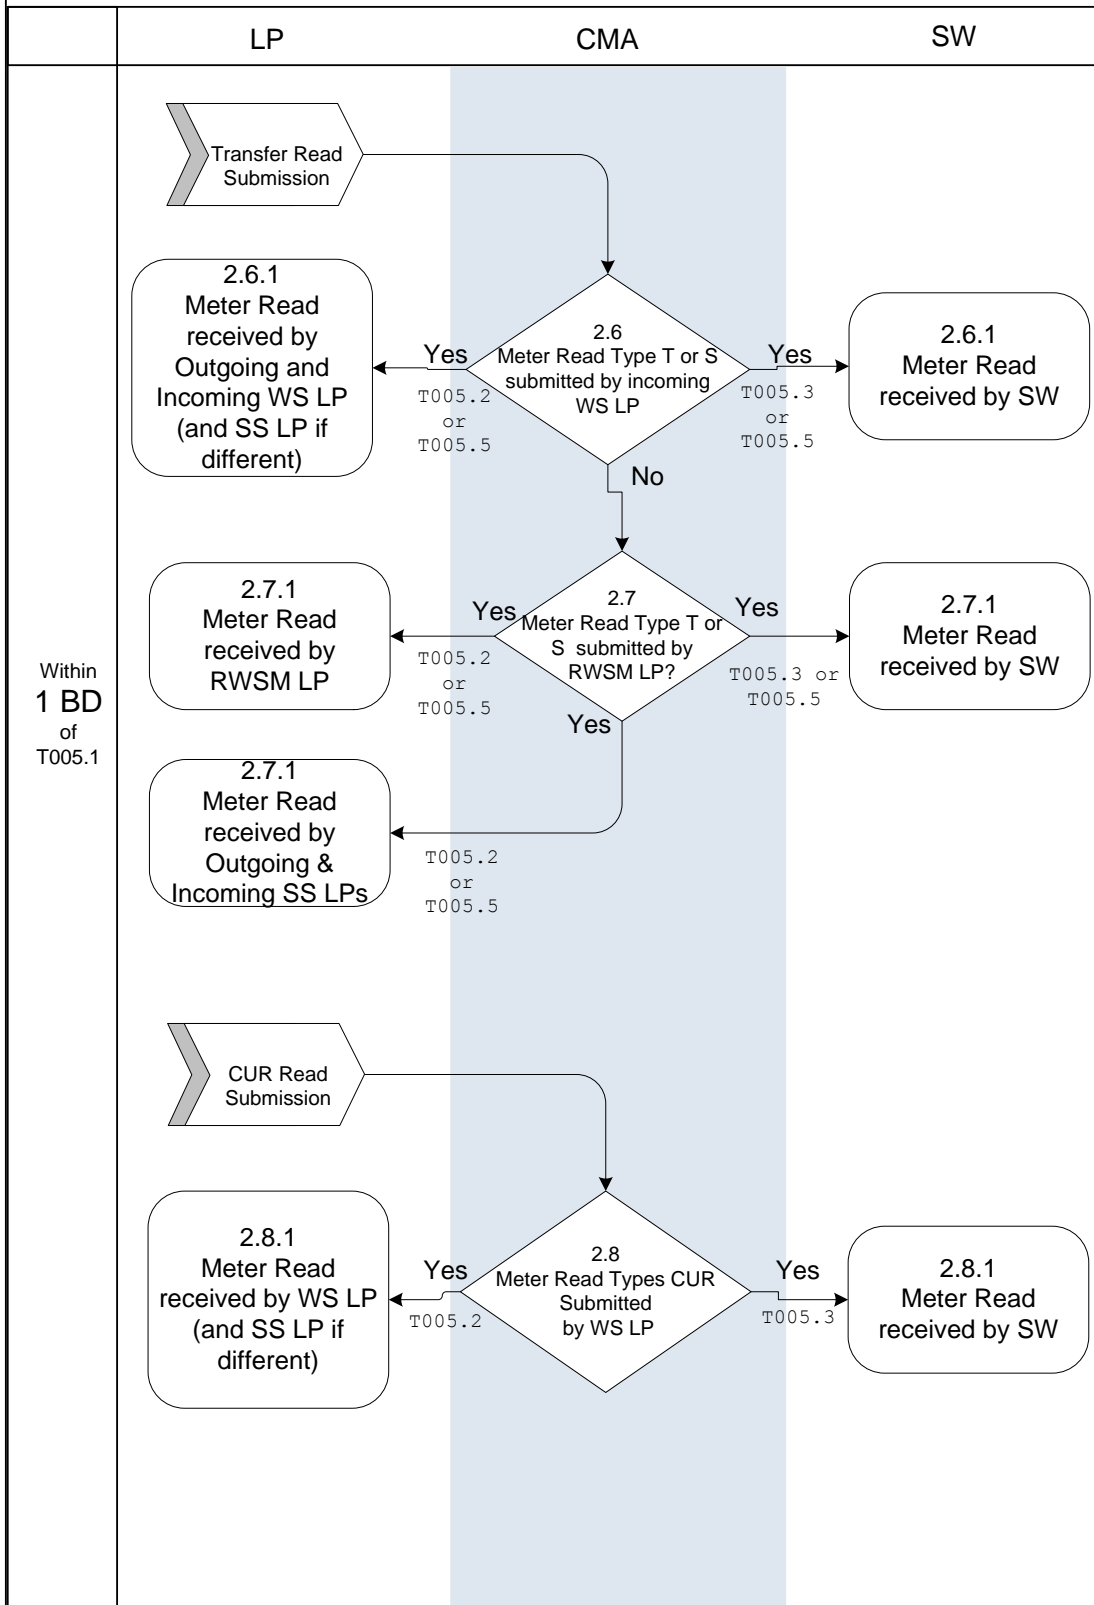 LP
CMA
SW
Within
1 BD
of
T005.1
Transfer Read
Submission
2.6.1
Meter Read
received by
Outgoing and
Incoming WS LP
(and SS LP if
different)
Yes
T005.2
or
T005.5
2.6
Meter Read Type T or S
submitted by incoming
WS LP
Yes
T005.3
or
T005.5
2.6.1
Meter Read
received by SW
No
2.7.1
Meter Read
received by
RWSM LP
Yes
T005.2
or
T005.5
2.7
Meter Read Type T or
S submitted by
RWSM LP?
Yes
T005.3 or
T005.5
2.7.1
Meter Read
received by SW
Yes
2.7.1
Meter Read
received by
Outgoing &
Incoming SS LPs
T005.2
or
T005.5
CUR Read
Submission
2.8.1
Meter Read
received by WS LP
(and SS LP if
different)
Yes
T005.2
2.8
Meter Read Types CUR
Submitted
by WS LP
Yes
T005.3
2.8.1
Meter Read
received by SW